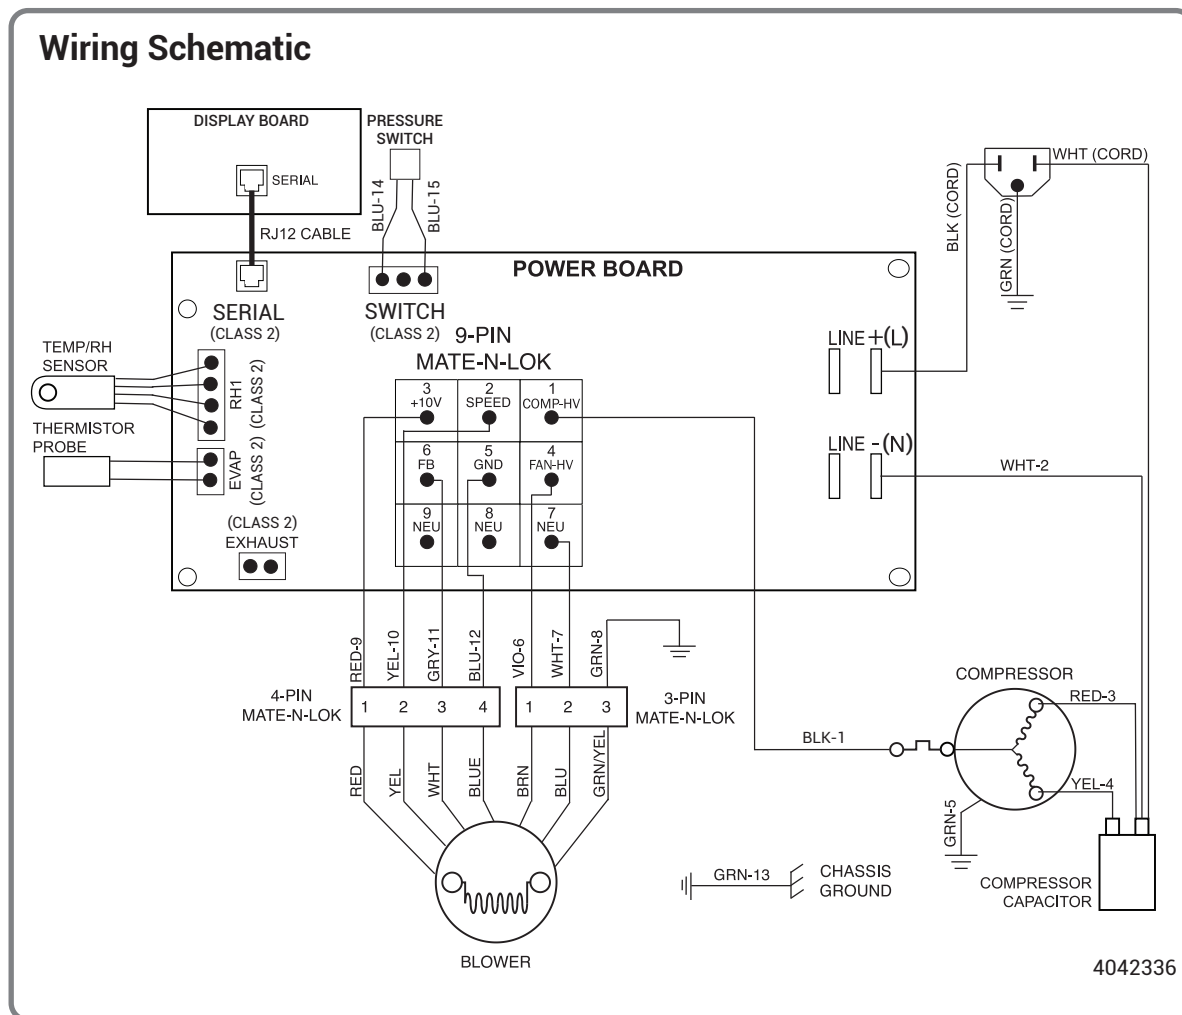 Wiring Schematic
DISPLAY BOARD
SERIAL
PRESSURE
SWITCH
BLU-14
BLU-15
RJ12 CABLE
WHT (CORD)
BLK (CORD)
GRN (CORD)
POWER BOARD
SERIAL
(CLASS 2)
SWITCH
(CLASS 2)
9-PIN
MATE-N-LOK
LINE +(L)
LINE -(N)
TEMP/RH
SENSOR
RH1
(CLASS 2)
THERMISTOR
PROBE
EVAP
(CLASS 2)
(CLASS 2)
EXHAUST
3
+10V
2
SPEED
1
COMP-HV
6
FB
5
GND
4
FAN-HV
9
NEU
8
NEU
7
NEU
WHT-2
RED-9
YEL-10
GRY-11
BLU-12
VIO-6
WHT-7
GRN-8
4-PIN
MATE-N-LOK
1 2 3 4
1 2 3
3-PIN
MATE-N-LOK
RED
YEL
WHT
BLUE
BRN
BLU
GRN/YEL
BLOWER
BLK-1
COMPRESSOR
RED-3
YEL-4
GRN-5
GRN-13
CHASSIS
GROUND
COMPRESSOR
CAPACITOR
4042336